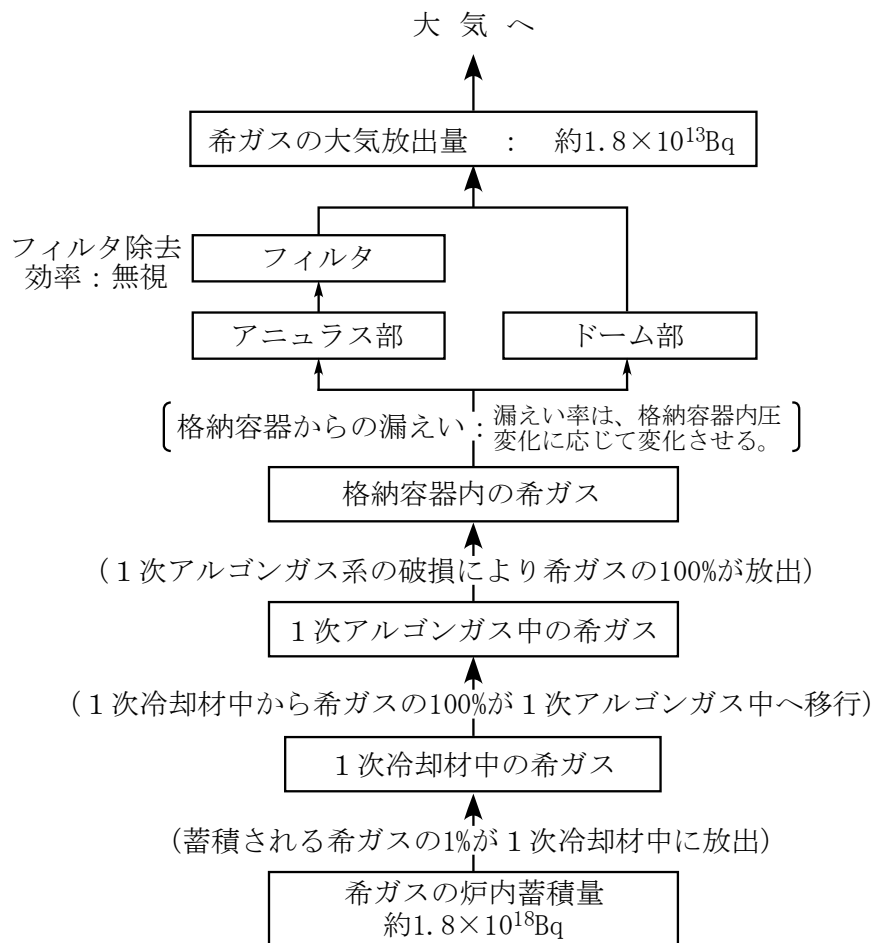 大 気 へ
希ガスの大気放出量 : 約1.8×10¹³Bq
フィルタ除去
効率：無視
フィルタ
アニュラス部
ドーム部
格納容器からの漏えい：漏えい率は、格納容器内圧
変化に応じて変化させる。
格納容器内の希ガス
(１次アルゴンガス系の破損により希ガスの100%が放出)
１次アルゴンガス中の希ガス
(１次冷却材中から希ガスの100%が１次アルゴンガス中へ移行)
１次冷却材中の希ガス
(蓄積される希ガスの1%が１次冷却材中に放出)
希ガスの炉内蓄積量
約1.8×10¹⁸Bq